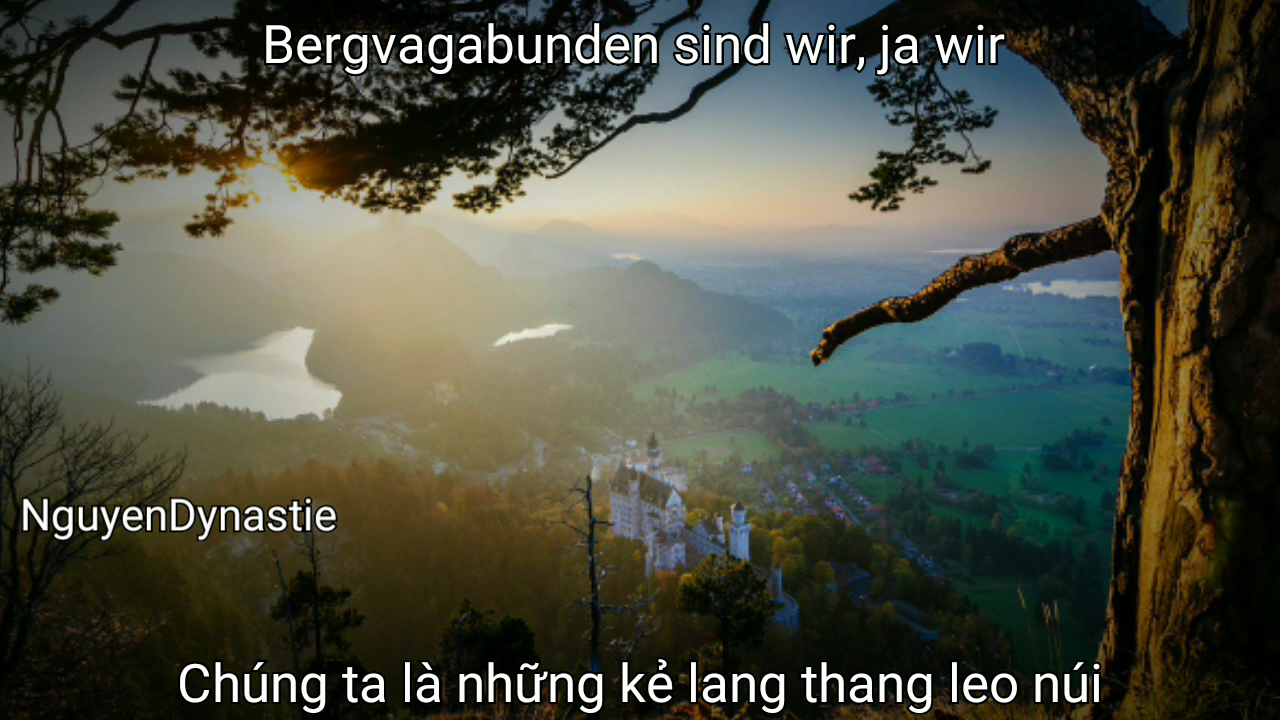 Bergvagabunden sind wir, ja wir
NguyenDynastie
Chúng ta là những kẻ lang thang leo núi